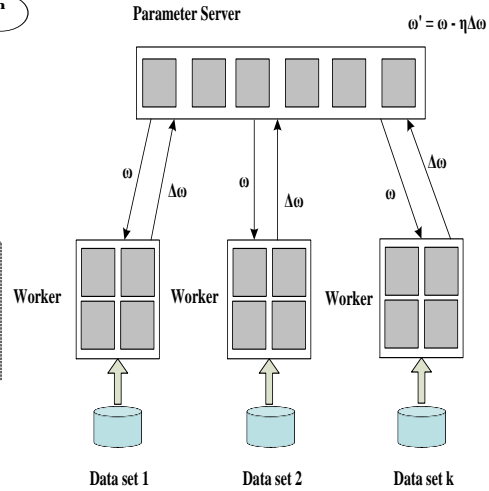 Parameter Server
ω' = ω - ηΔω
ω
Δω
ω
Δω
ω
Δω
Worker
Worker
Worker
Data set 1
Data set 2
Data set k